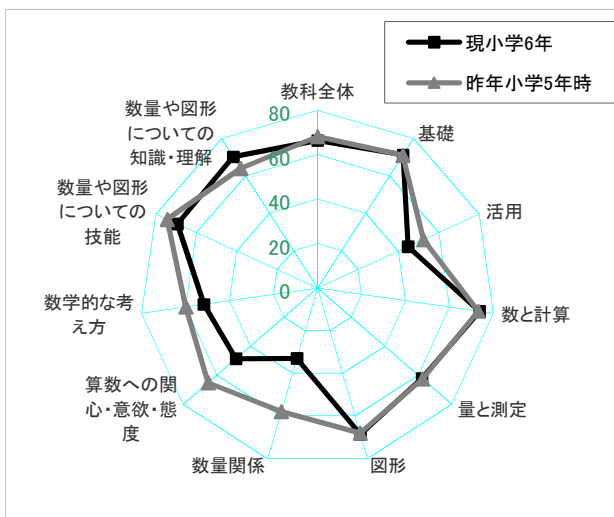 現小学6年
昨年小学5年時
教科全体
基礎
活用
数と計算
量と測定
図形
数量関係
算数への関
心・意欲・態
度
数学的な考
え方
数量や図形
についての
技能
数量や図形
についての
知識・理解
80
60
40
20
0